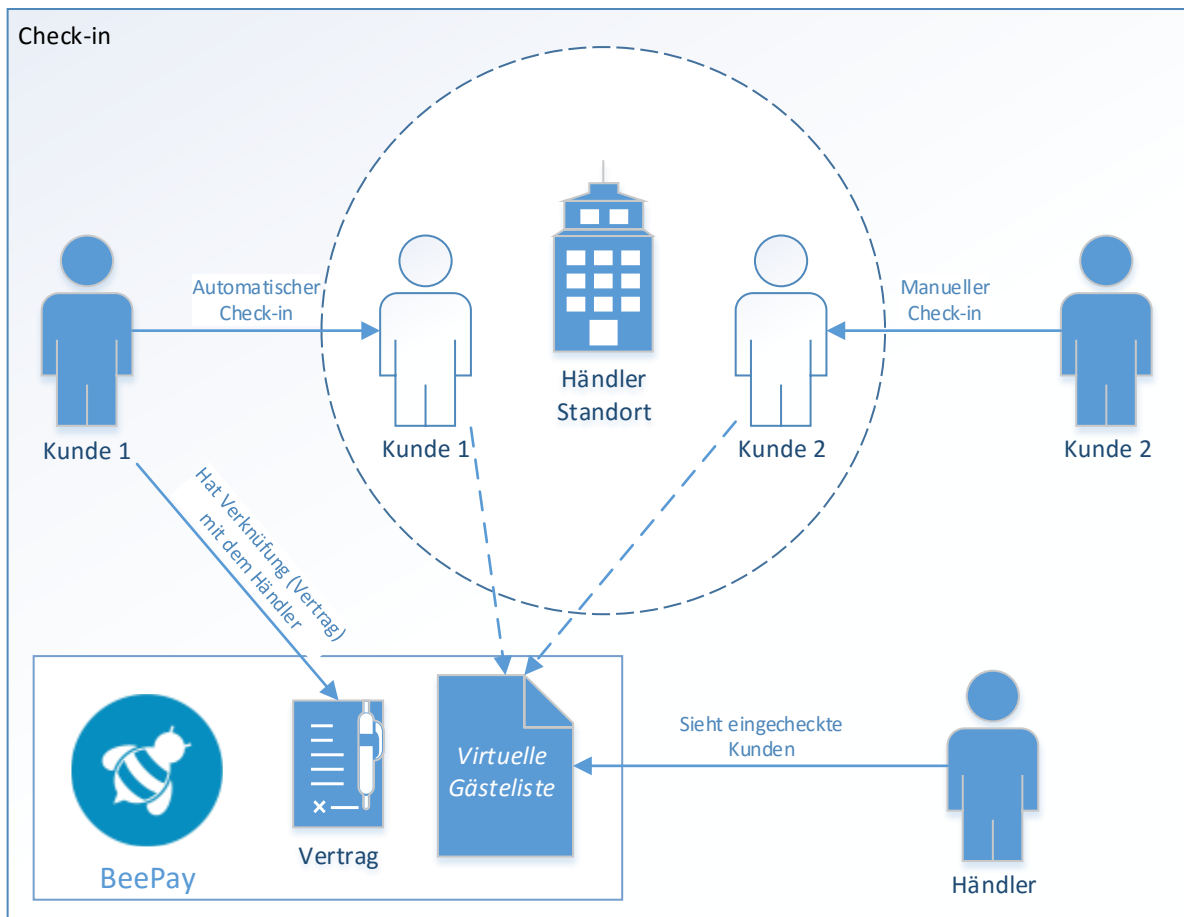 Check-in
Automatischer
Check-in
Manueller
Check-in
Händler
Standort
Kunde 1
Kunde 1
Kunde 2
Kunde 2
Hat Verknüfung (Vertrag)
mit dem Händler
Sieht eingecheckte
Kunden
Virtuelle
Gästeliste
Vertrag
BeePay
Händler